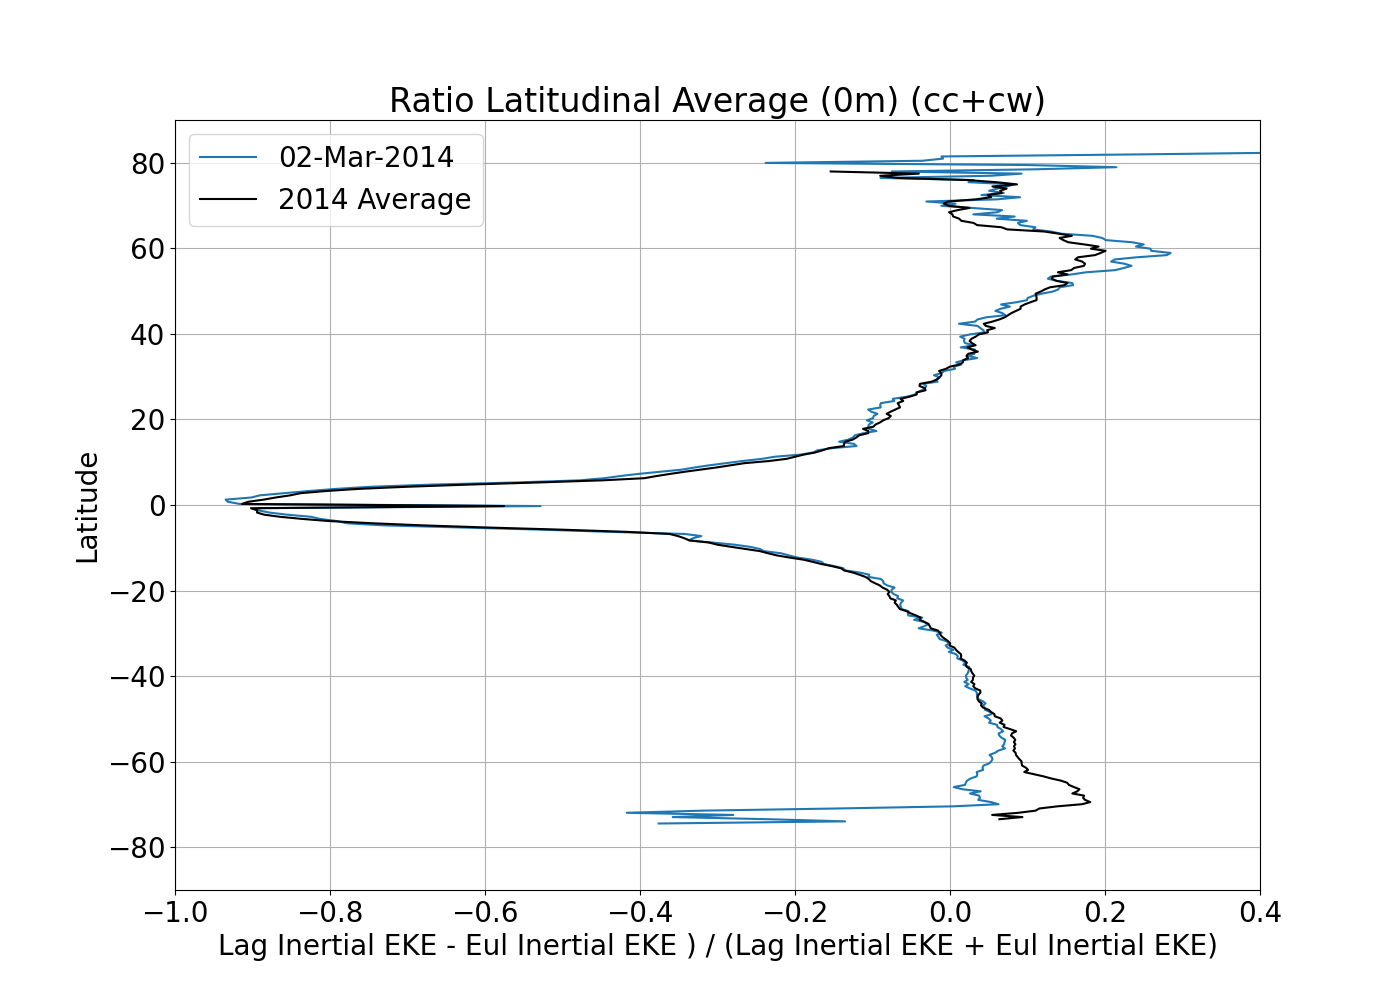 Ratio Latitudinal Average (0m) (cc+cw)
02-Mar-2014
2014 Average
80
60
40
20
0
−20
−40
−60
−80
Latitude
−1.0 −0.8 −0.6 −0.4 −0.2 0.0 0.2 0.4
Lag Inertial EKE - Eul Inertial EKE ) / (Lag Inertial EKE + Eul Inertial EKE)